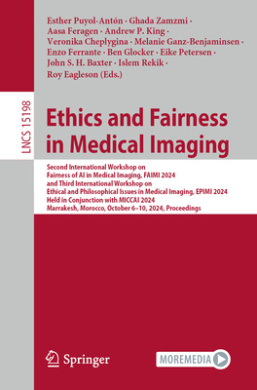 Esther Puyol-Antón · Ghada Zamzmi ·
Aasa Feragen · Andrew P. King ·
Veronika Cheplygina · Melanie Ganz-Benjaminsen ·
Enzo Ferrante · Ben Glocker · Eike Petersen ·
John S. H. Baxter · Islem Rekik ·
Roy Eagleson (Eds.)
LNCS 15198
Ethics and Fairness
in Medical Imaging
Second International Workshop on
Fairness of AI in Medical Imaging, FAIMI 2024
and Third International Workshop on
Ethical and Philosophical Issues in Medical Imaging, EPIMI 2024
Held in Conjunction with MICCAI 2024
Marrakesh, Morocco, October 6–10, 2024, Proceedings
Springer
MOREMEDIA